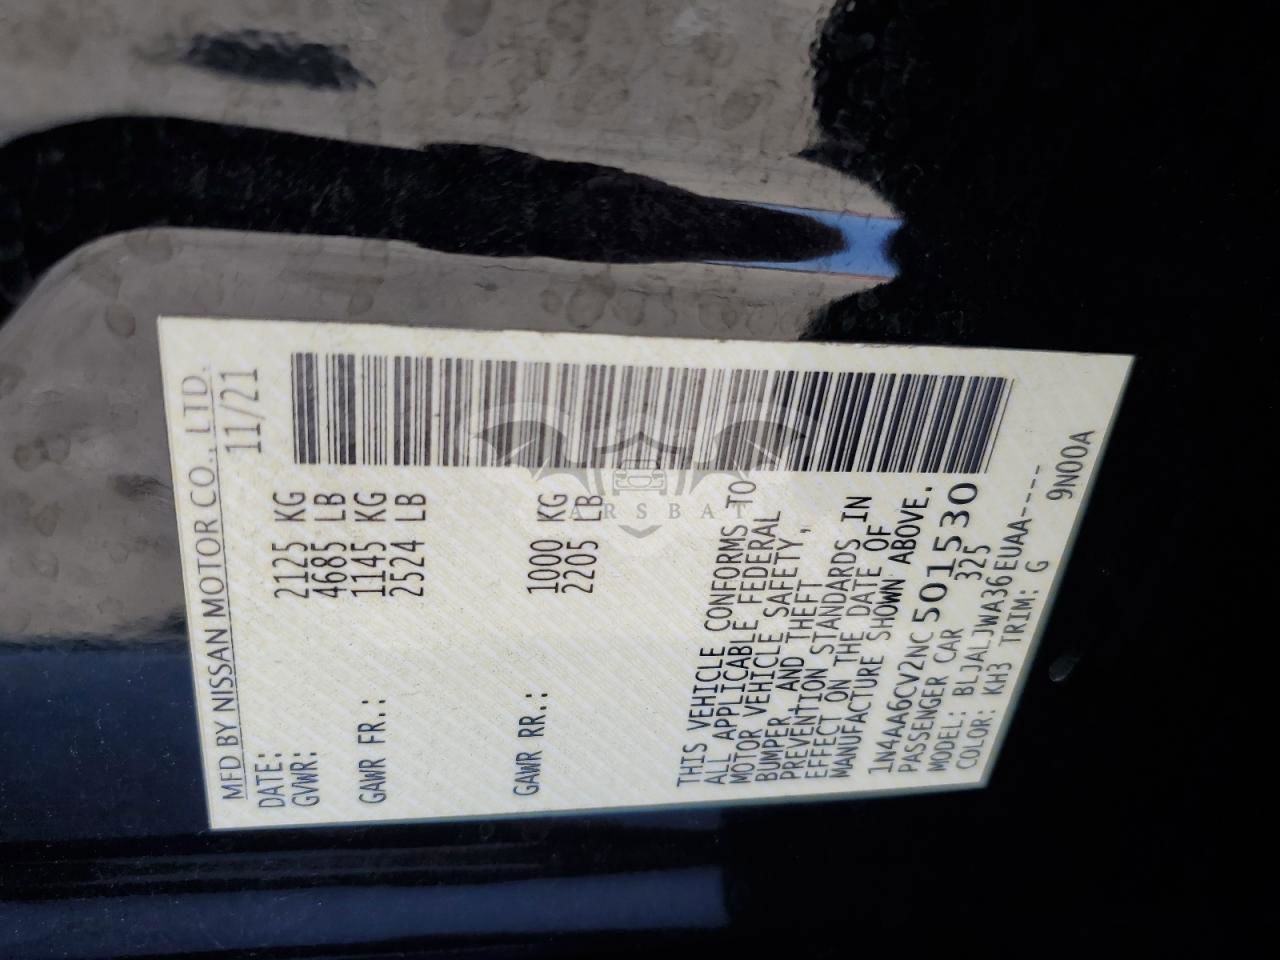 MFD BY NISSAN MOTOR CO., LTD.
DATE: 11/21
GVWR: 2125 KG
4685 LB
GAWR FR.: 1145 KG
2524 LB
GAWR RR.: 1000 KG
2205 LB
THIS VEHICLE CONFORMS TO
ALL APPLICABLE FEDERAL
MOTOR VEHICLE SAFETY,
BUMPER, AND THEFT
PREVENTION STANDARDS IN
EFFECT ON THE DATE OF
MANUFACTURE SHOWN ABOVE.
1N4AA6CV2NC501530
PASSENGER CAR 325
MODEL: BLJALJWA36EUAA----
COLOR: KH3 TRIM: G 9N00A
CARSBAT